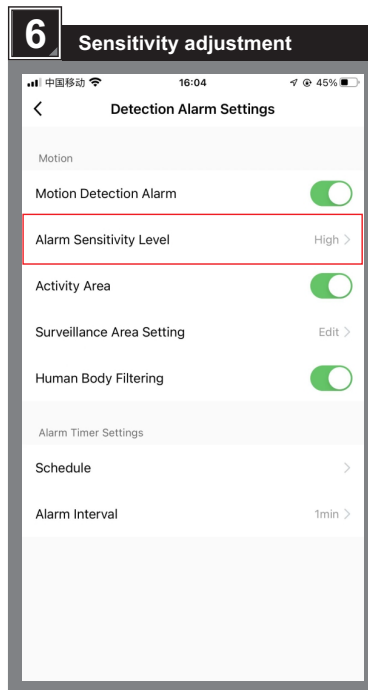 6
Sensitivity adjustment
中国移动 16:04 45%
Detection Alarm Settings
Motion
Motion Detection Alarm
Alarm Sensitivity Level High >
Activity Area
Surveillance Area Setting Edit >
Human Body Filtering
Alarm Timer Settings
Schedule >
Alarm Interval 1min >